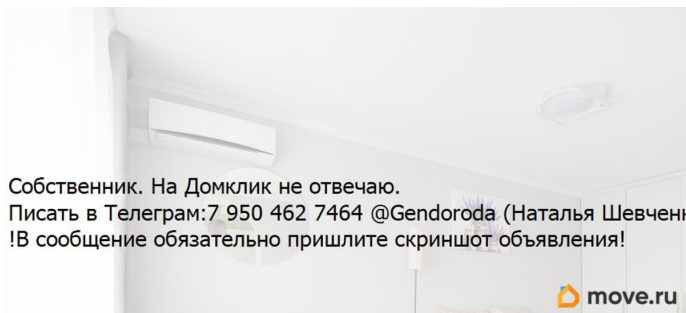 Собственник. На Домклик не отвечаю.
Писать в Телеграм:7 950 462 7464 @Gendoroda (Наталья Шевчен
!В сообщение обязательно пришлите скриншот объявления!
move.ru